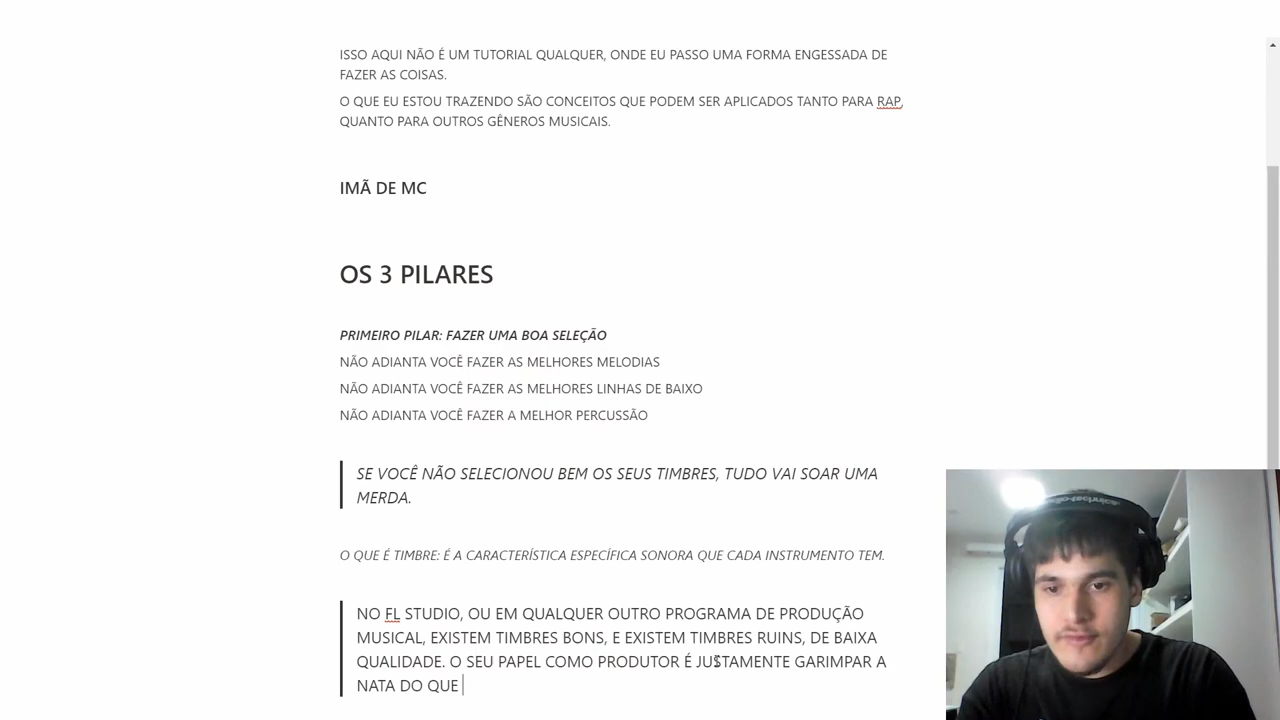 ISSO AQUI NÃO É UM TUTORIAL QUALQUER, ONDE EU PASSO UMA FORMA ENGESSADA DE
FAZER AS COISAS.
O QUE EU ESTOU TRAZENDO SÃO CONCEITOS QUE PODEM SER APLICADOS TANTO PARA RAP,
QUANTO PARA OUTROS GÊNEROS MUSICAIS.
IMÃ DE MC
OS 3 PILARES
PRIMEIRO PILAR: FAZER UMA BOA SELEÇÃO
NÃO ADIANTA VOCÊ FAZER AS MELHORES MELODIAS
NÃO ADIANTA VOCÊ FAZER AS MELHORES LINHAS DE BAIXO
NÃO ADIANTA VOCÊ FAZER A MELHOR PERCUSSÃO
SE VOCÊ NÃO SELECIONOU BEM OS SEUS TIMBRES, TUDO VAI SOAR UMA
MERDA.
O QUE É TIMBRE: É A CARACTERÍSTICA ESPECÍFICA SONORA QUE CADA INSTRUMENTO TEM.
NO FL STUDIO, OU EM QUALQUER OUTRO PROGRAMA DE PRODUÇÃO
MUSICAL, EXISTEM TIMBRES BONS, E EXISTEM TIMBRES RUINS, DE BAIXA
QUALIDADE. O SEU PAPEL COMO PRODUTOR É JUSTAMENTE GARIMPAR A
NATA DO QUE
audio-technica